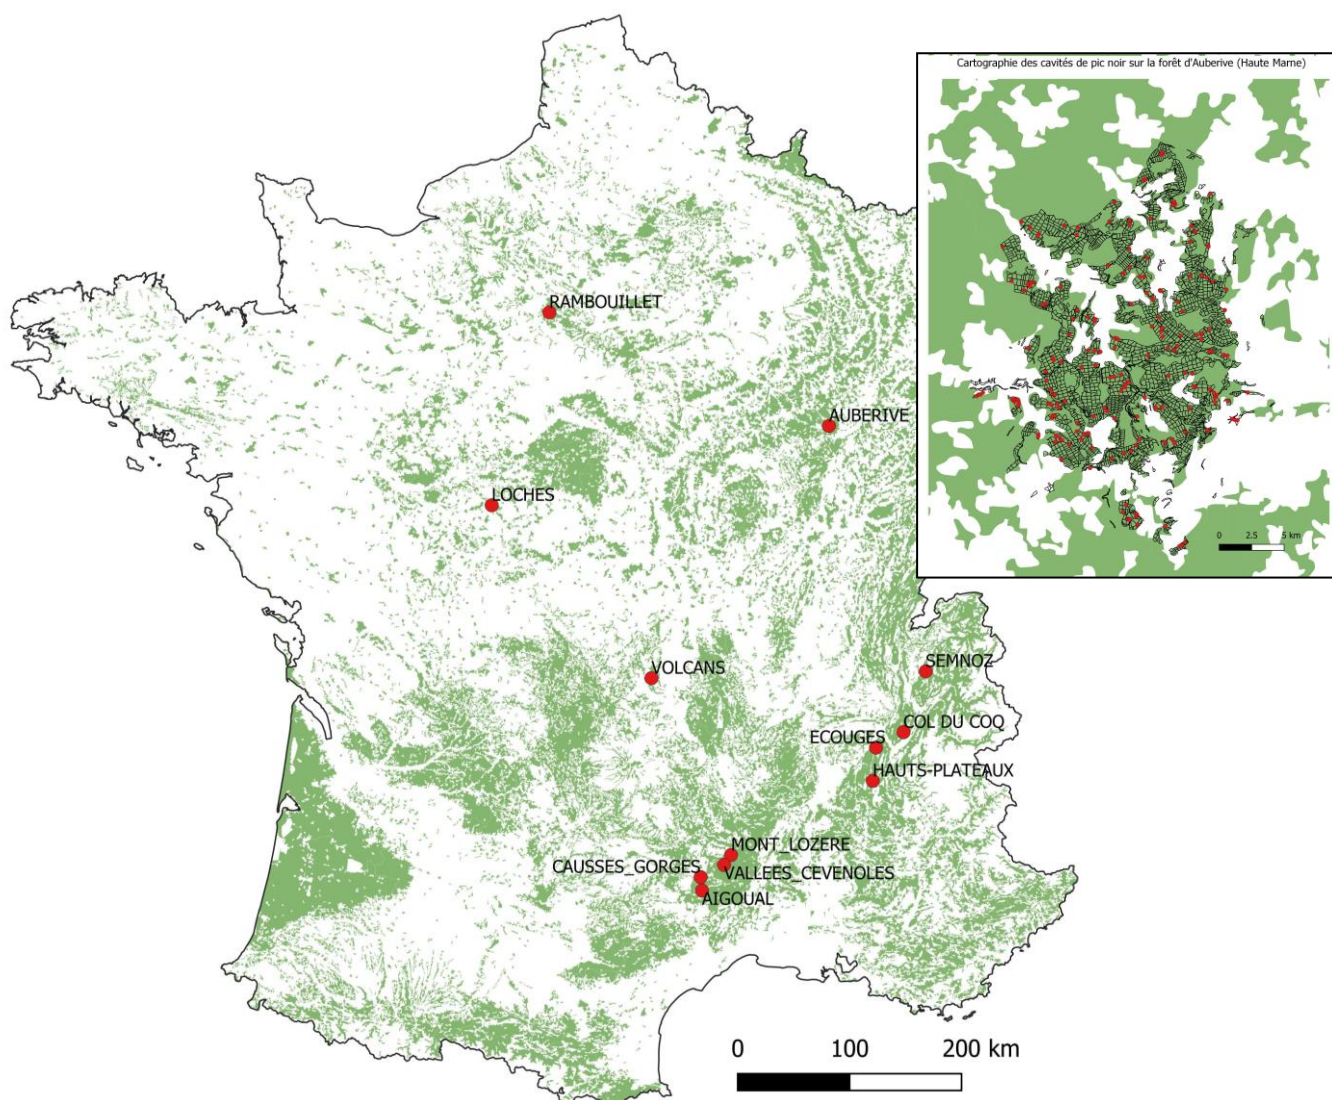 Cartographie des cavités de pic noir sur la forêt d'Auberive (Haute Marne)
RAMBOUILLET
AUBERIVE
LOCHES
0 2.5 5 km
SEMNOZ
VOLCANS
COL DU COQ
ECOUGES
HAUTS-PLATEAUX
MONT_LOZERE
CAUSSES_GORGES
VALLEES_CEVENOLES
AIGOUAL
0 100 200 km